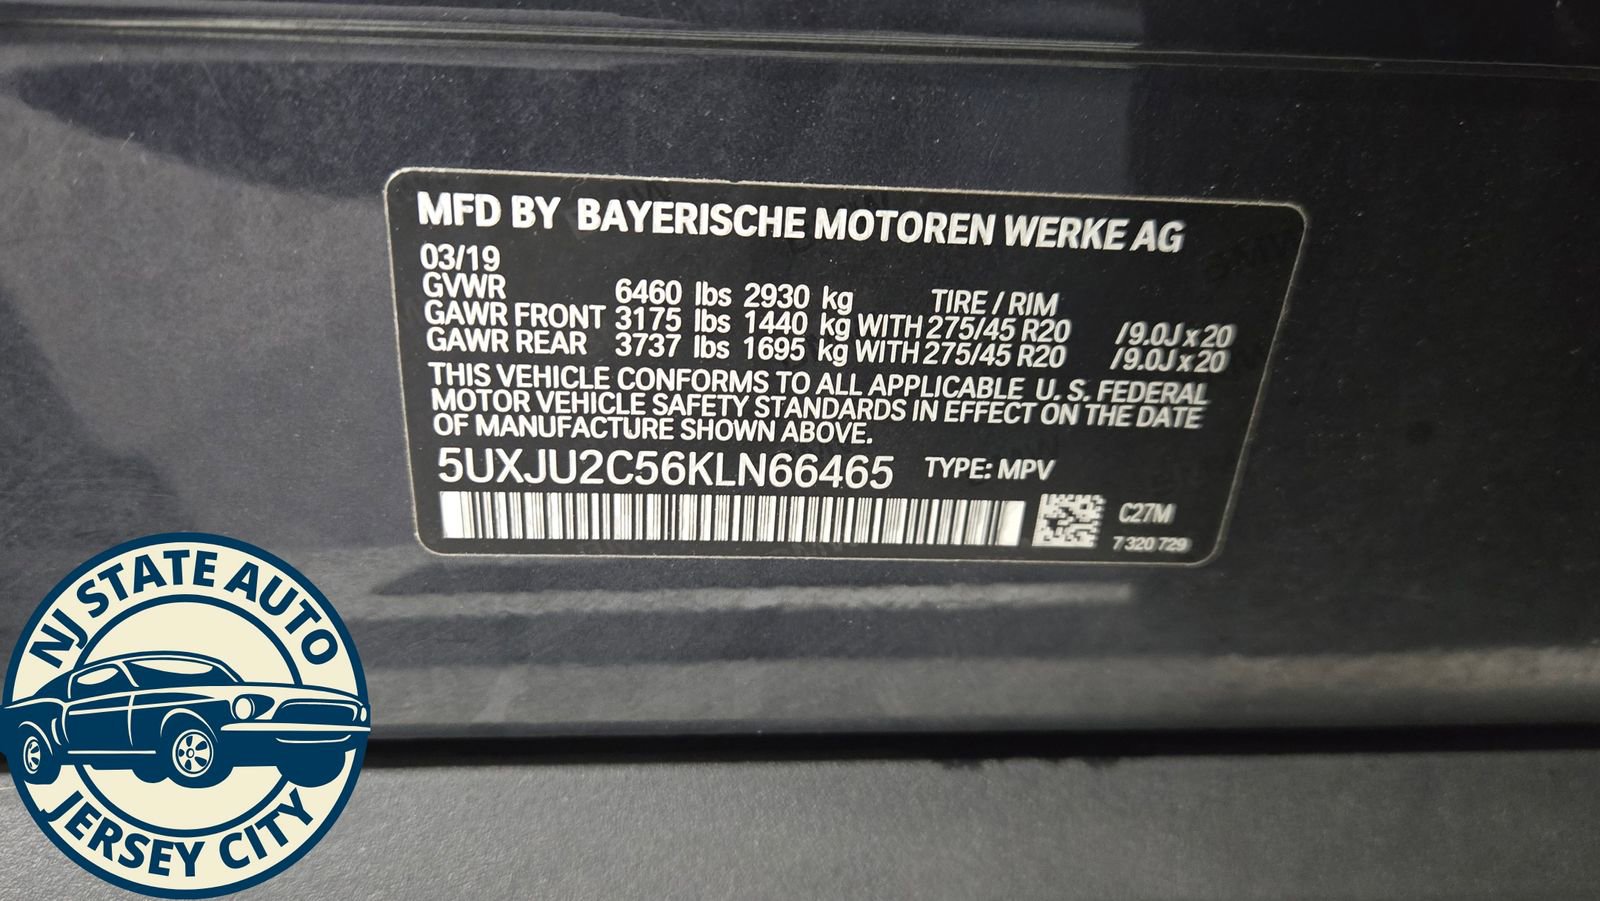 MFD BY BAYERISCHE MOTOREN WERKE AG
03/19
GVWR 6460 lbs 2930 kg TIRE / RIM
GAWR FRONT 3175 lbs 1440 kg WITH 275/45 R20 /9.0J x 20
GAWR REAR 3737 lbs 1695 kg WITH 275/45 R20 /9.0J x 20
THIS VEHICLE CONFORMS TO ALL APPLICABLE U. S. FEDERAL
MOTOR VEHICLE SAFETY STANDARDS IN EFFECT ON THE DATE
OF MANUFACTURE SHOWN ABOVE.
5UXJU2C56KLN66465 TYPE: MPV
C27M
7 320 729
NJ STATE AUTO
JERSEY CITY